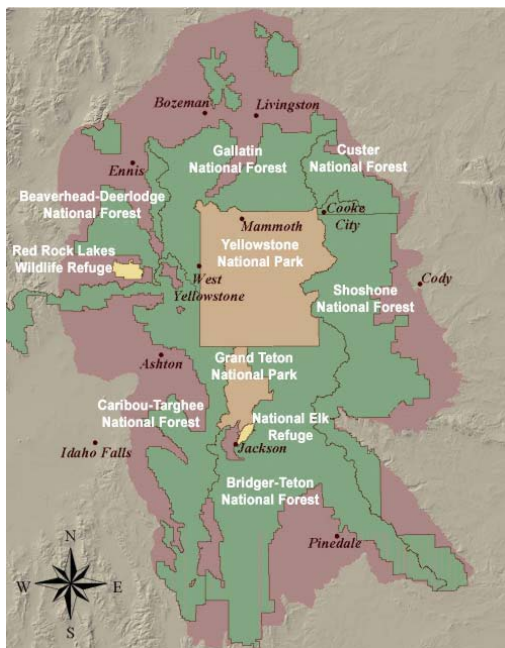 Bozeman
Livingston
Gallatin
National Forest
Custer
National Forest
Ennis
Beaverhead-Deerlodge
National Forest
Mammoth
Cooke
City
Yellowstone
National Park
Red Rock Lakes
Wildlife Refuge
West
Yellowstone
Cody
Shoshone
National Forest
Ashton
Grand Teton
National Park
Caribou-Targhee
National Forest
National Elk
Refuge
Idaho Falls
Jackson
Bridger-Teton
National Forest
Pinedale
N
W
E
S